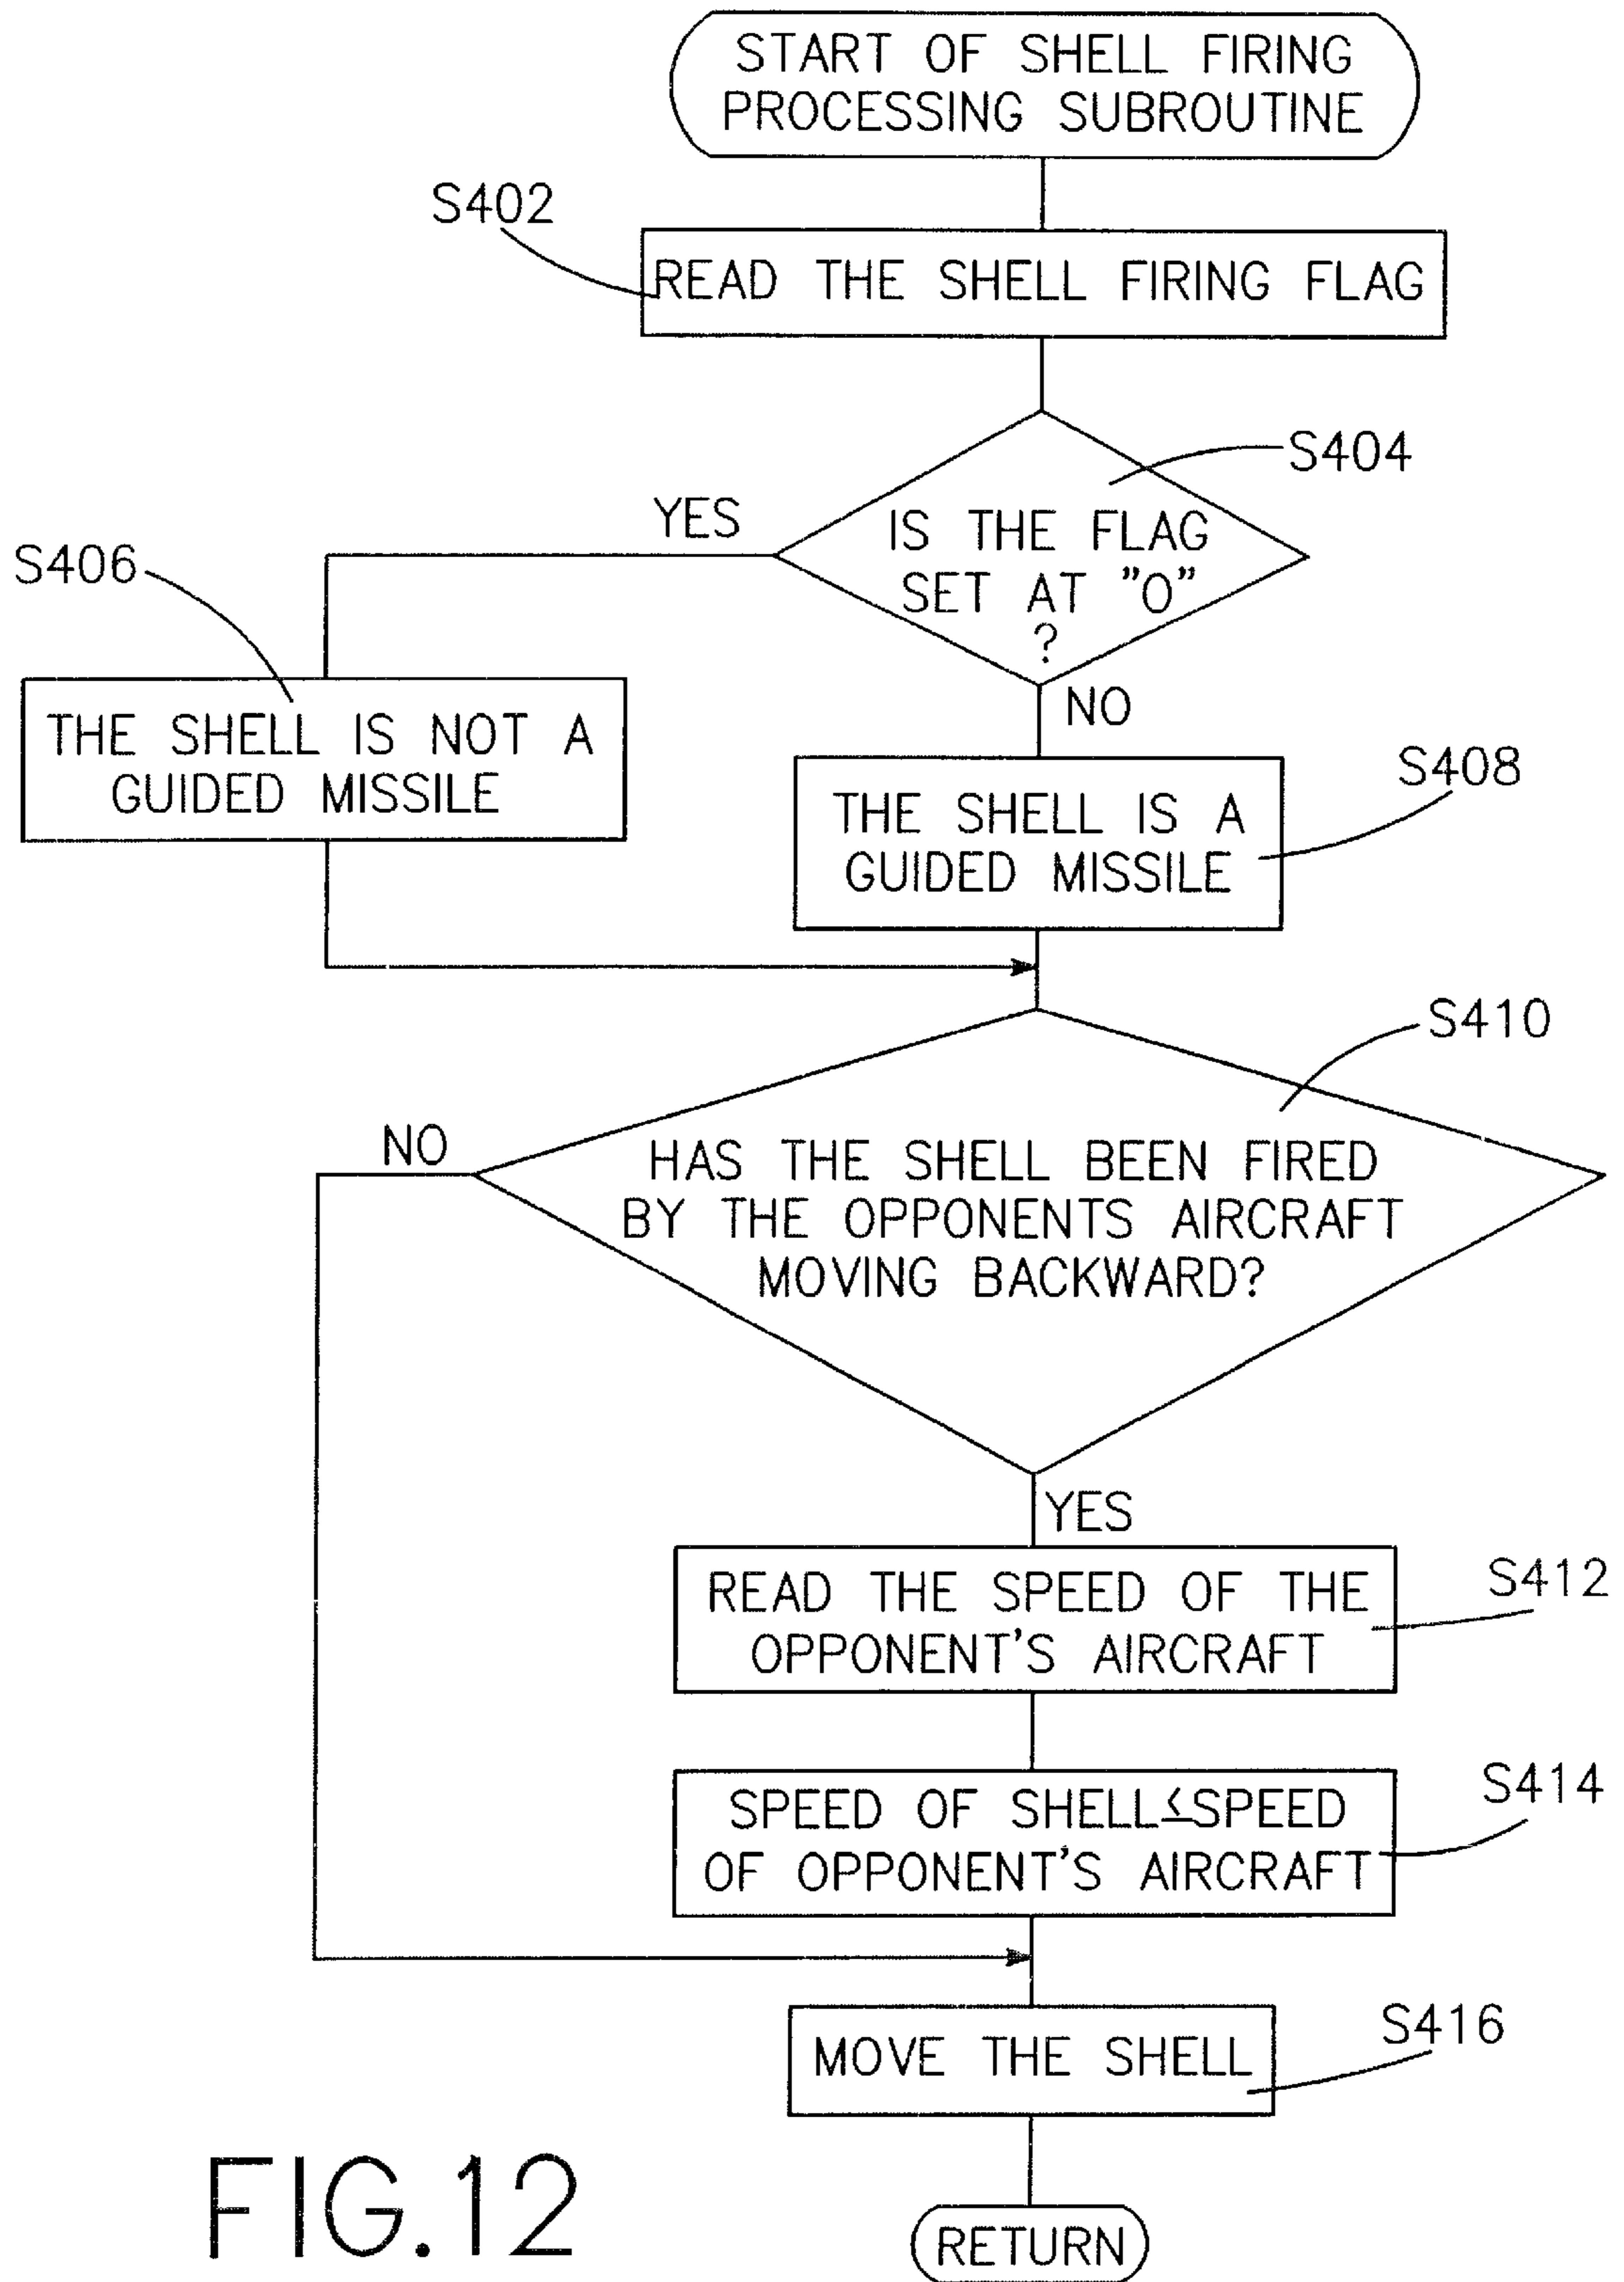 START OF SHELL FIRING
PROCESSING SUBROUTINE
S402
READ THE SHELL FIRING FLAG
S404
YES
IS THE FLAG
SET AT "0"
?
S406
NO
THE SHELL IS NOT A
GUIDED MISSILE
S408
THE SHELL IS A
GUIDED MISSILE
S410
NO
HAS THE SHELL BEEN FIRED
BY THE OPPONENTS AIRCRAFT
MOVING BACKWARD?
YES
S412
READ THE SPEED OF THE
OPPONENT'S AIRCRAFT
S414
SPEED OF SHELL≤SPEED
OF OPPONENT'S AIRCRAFT
S416
MOVE THE SHELL
FIG.12
RETURN